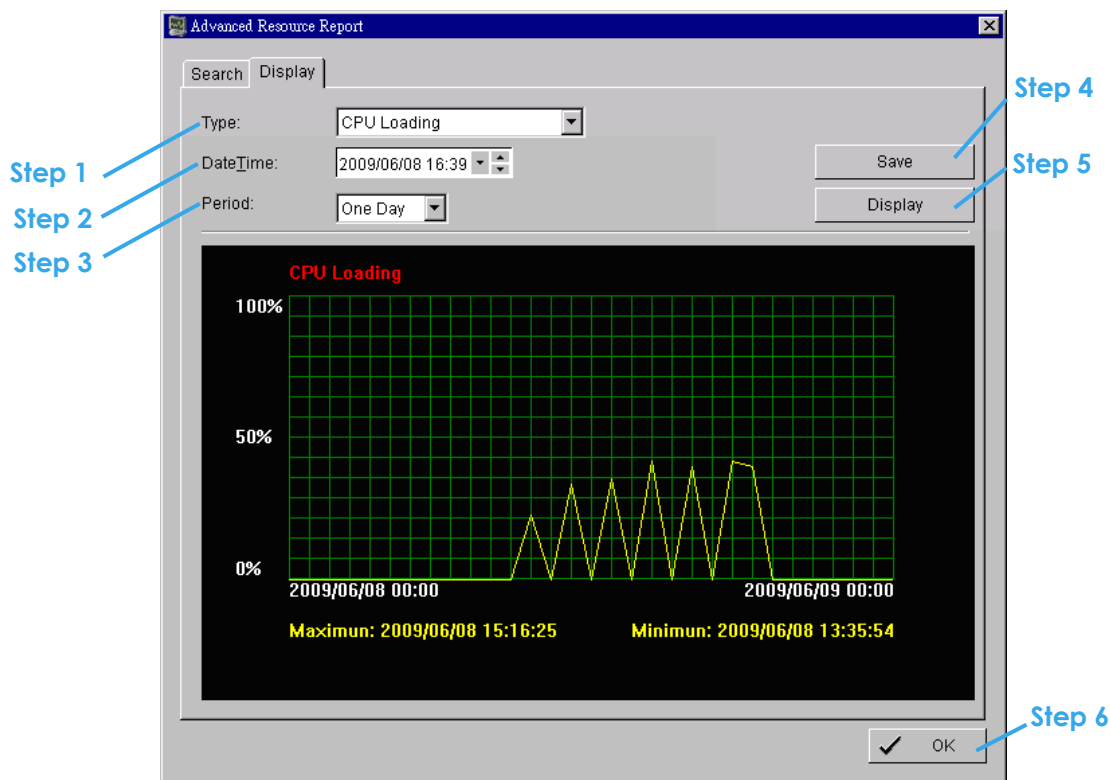 Advanced Resource Report
Search Display
Step 4
Type: CPU Loading
Step 1
DateTime: 2009/06/08 16:39
Save
Step 5
Step 2
Period: One Day
Display
Step 3
CPU Loading
100%
50%
0%
2009/06/08 00:00 2009/06/09 00:00
Maximun: 2009/06/08 15:16:25 Minimun: 2009/06/08 13:35:54
Step 6
OK